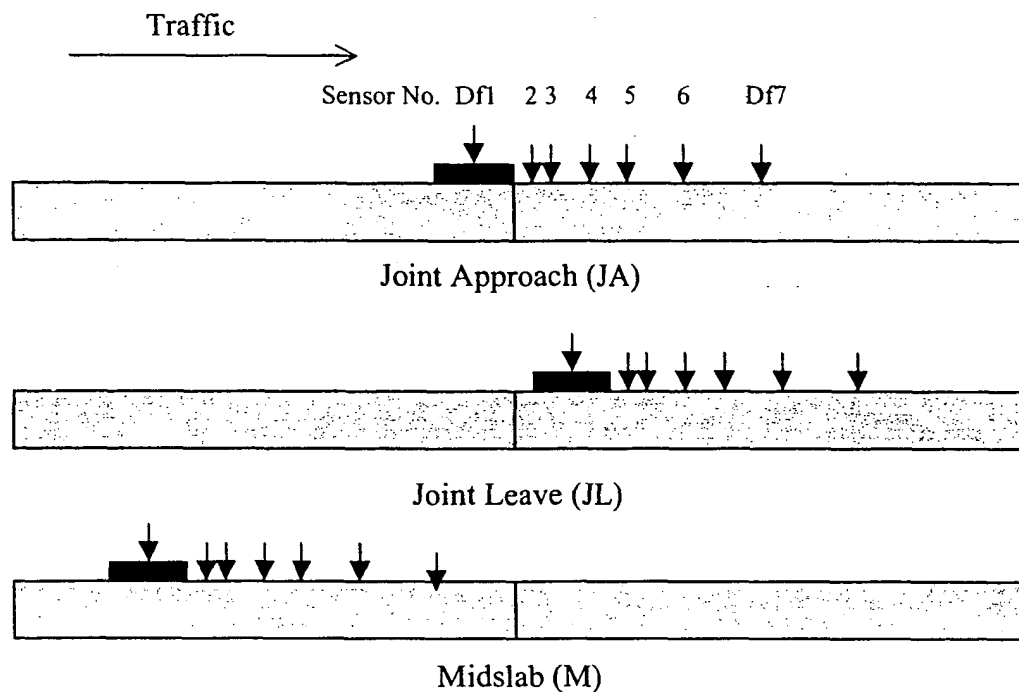 Traffic
Sensor No. Df1 2 3 4 5 6 Df7
Joint Approach (JA)
Joint Leave (JL)
Midslab (M)